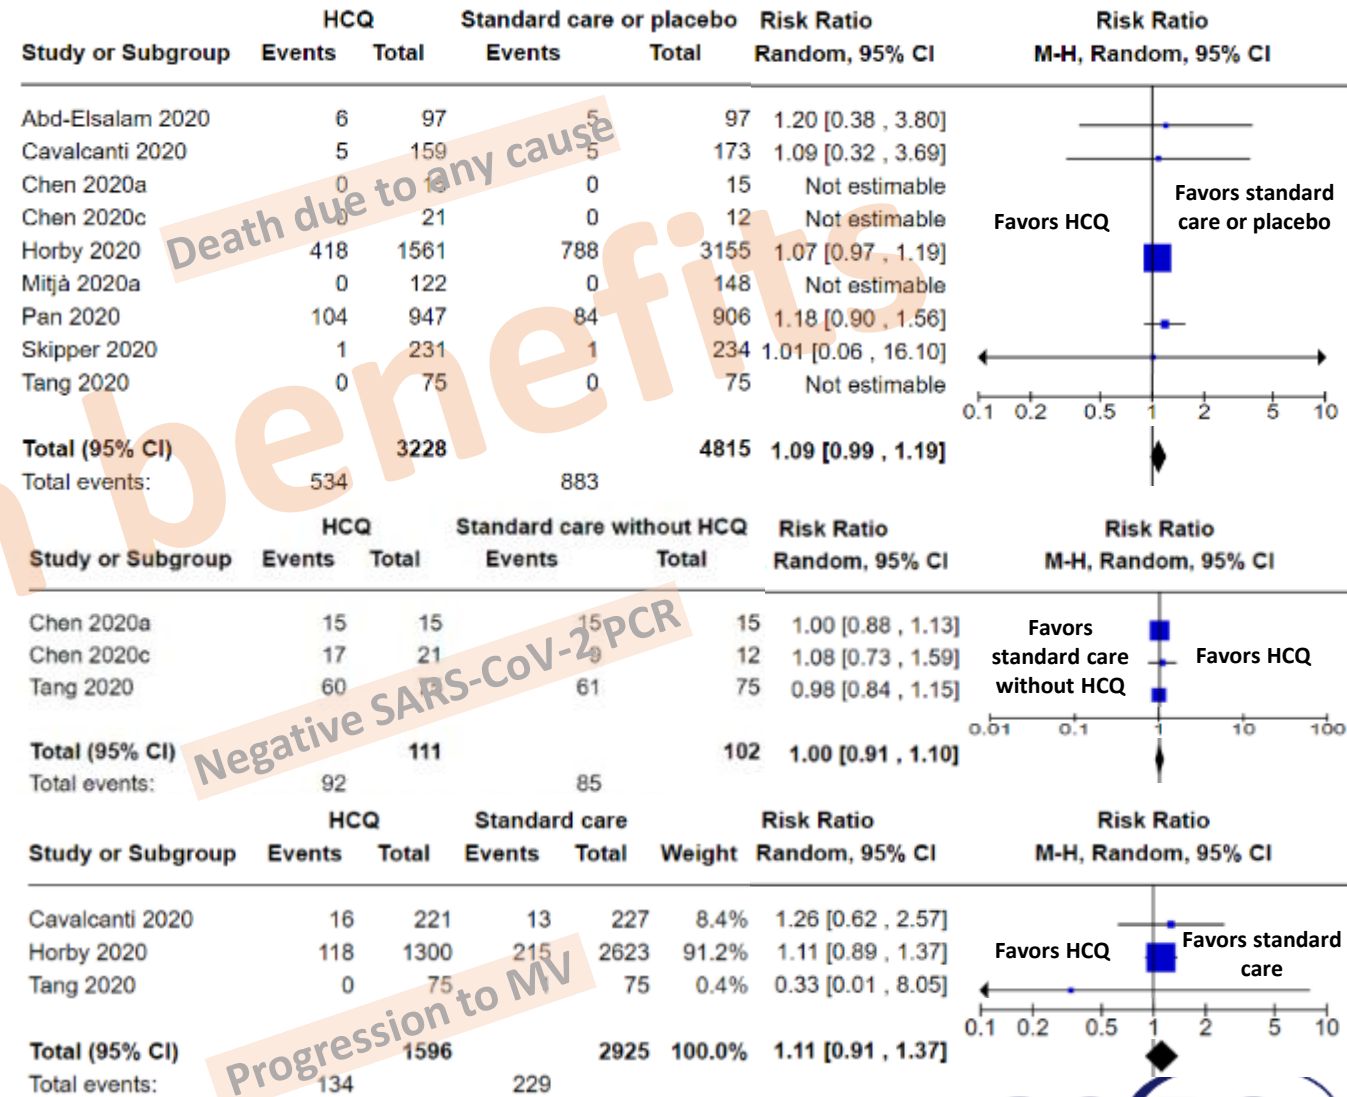 HCQ Standard care or placebo Risk Ratio Risk Ratio
Study or Subgroup Events Total Events Total Random, 95% CI M-H, Random, 95% CI
Abd-Elsalam 2020 6 97 5 97 1.20 [0.38 , 3.80]
Cavalcanti 2020 5 159 5 173 1.09 [0.32 , 3.69]
Chen 2020a 0 0 15 Not estimable
Chen 2020c 0 21 0 12 Not estimable
Horby 2020 418 1561 788 3155 1.07 [0.97 , 1.19]
Mitjà 2020a 0 122 0 148 Not estimable
Pan 2020 104 947 84 906 1.18 [0.90 , 1.56]
Skipper 2020 1 231 1 234 1.01 [0.06 , 16.10]
Tang 2020 0 75 0 75 Not estimable
Favors HCQ
Favors standard
care or placebo
0.1 0.2 0.5 1 2 5 10
Total (95% CI) 3228 4815 1.09 [0.99 , 1.19]
Total events: 534 883
Death due to any cause
benefits
HCQ Standard care without HCQ Risk Ratio Risk Ratio
Study or Subgroup Events Total Events Total Random, 95% CI M-H, Random, 95% CI
Chen 2020a 15 15 15 15 1.00 [0.88 , 1.13]
Chen 2020c 17 21 9 12 1.08 [0.73 , 1.59]
Tang 2020 60 61 75 0.98 [0.84 , 1.15]
Favors
standard care
without HCQ
Favors HCQ
0.01 0.1 1 10 100
Total (95% CI) 111 102 1.00 [0.91 , 1.10]
Total events: 92 85
Negative SARS-CoV-2 PCR
HCQ Standard care Risk Ratio Risk Ratio
Study or Subgroup Events Total Events Total Weight Random, 95% CI M-H, Random, 95% CI
Cavalcanti 2020 16 221 13 227 8.4% 1.26 [0.62 , 2.57]
Horby 2020 118 1300 215 2623 91.2% 1.11 [0.89 , 1.37]
Tang 2020 0 75 75 0.4% 0.33 [0.01 , 8.05]
Favors HCQ
Favors standard
care
0.1 0.2 0.5 1 2 5 10
Total (95% CI) 1596 2925 100.0% 1.11 [0.91 , 1.37]
Total events: 134 229
Progression to MV